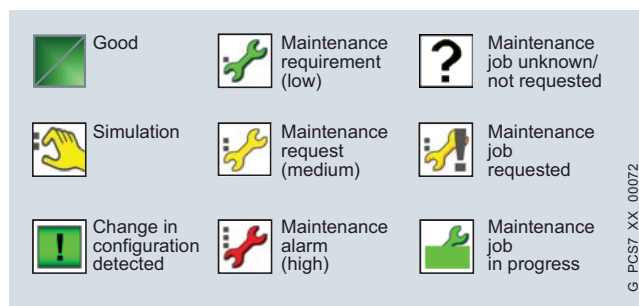 Good
Maintenance
requirement
(low)
Maintenance
job unknown/
not requested
Simulation
Maintenance
request
(medium)
Maintenance
job
requested
Change in
configuration
detected
Maintenance
alarm
(high)
Maintenance
job
in progress
G_PCS7_XX_00072